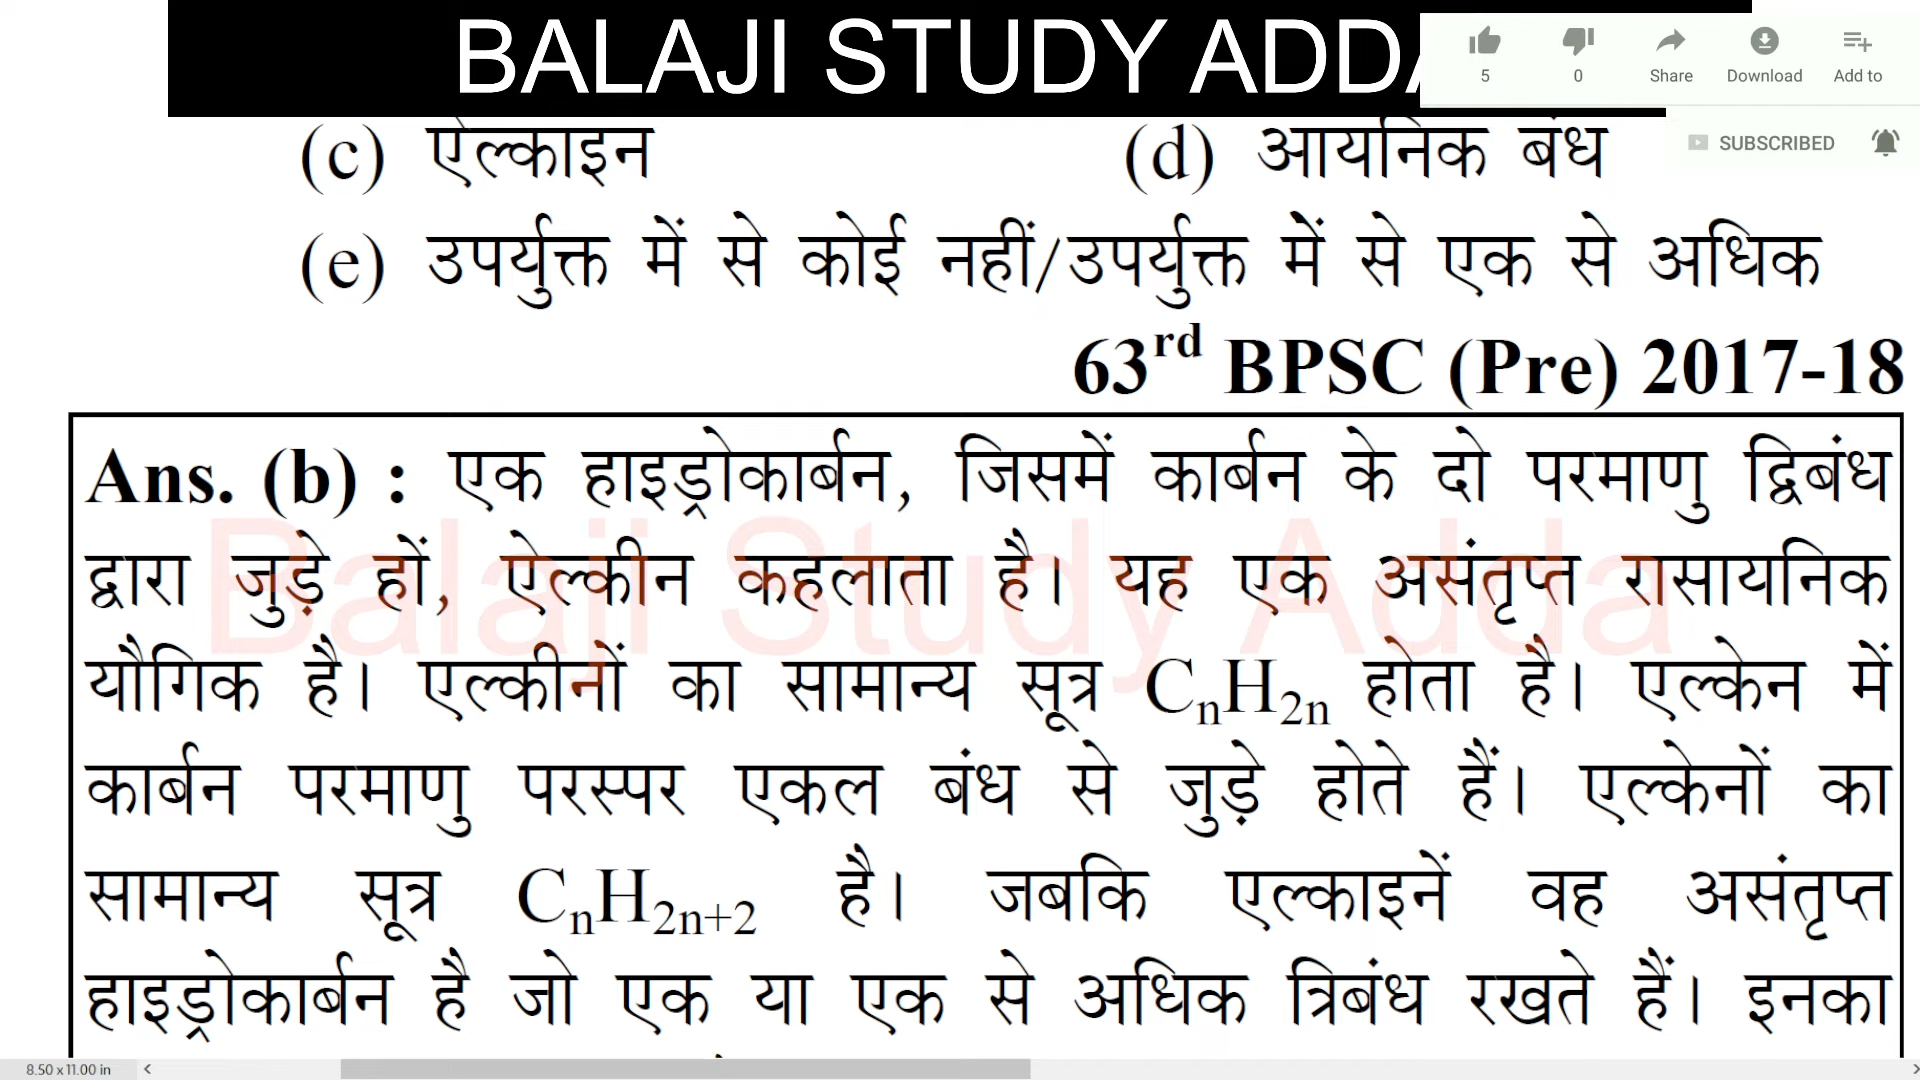 BALAJI STUDY ADDA
5
0
Share
Download
Add to
SUBSCRIBED
(c) ऐल्काइन (d) आयनिक बंध
(e) उपर्युक्त में से कोई नहीं/उपर्युक्त में से एक से अधिक
63rd BPSC (Pre) 2017-18
Ans. (b) : एक हाइड्रोकार्बन, जिसमें कार्बन के दो परमाणु द्विबंध
द्वारा जुड़े हों, ऐल्कीन कहलाता है। यह एक असंतृप्त रासायनिक
यौगिक है। एल्कीनों का सामान्य सूत्र CnH2n होता है। एल्केन में
कार्बन परमाणु परस्पर एकल बंध से जुड़े होते हैं। एल्केनों का
सामान्य सूत्र CnH2n+2 है। जबकि एल्काइनें वह असंतृप्त
हाइड्रोकार्बन है जो एक या एक से अधिक त्रिबंध रखते हैं। इनका
Balaji Study Adda
8.50 x 11.00 in